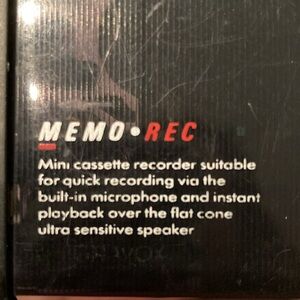 MEMO•REC
Mini cassette recorder suitable
for quick recording via the
built-in microphone and instant
playback over the flat cone
ultra sensitive speaker